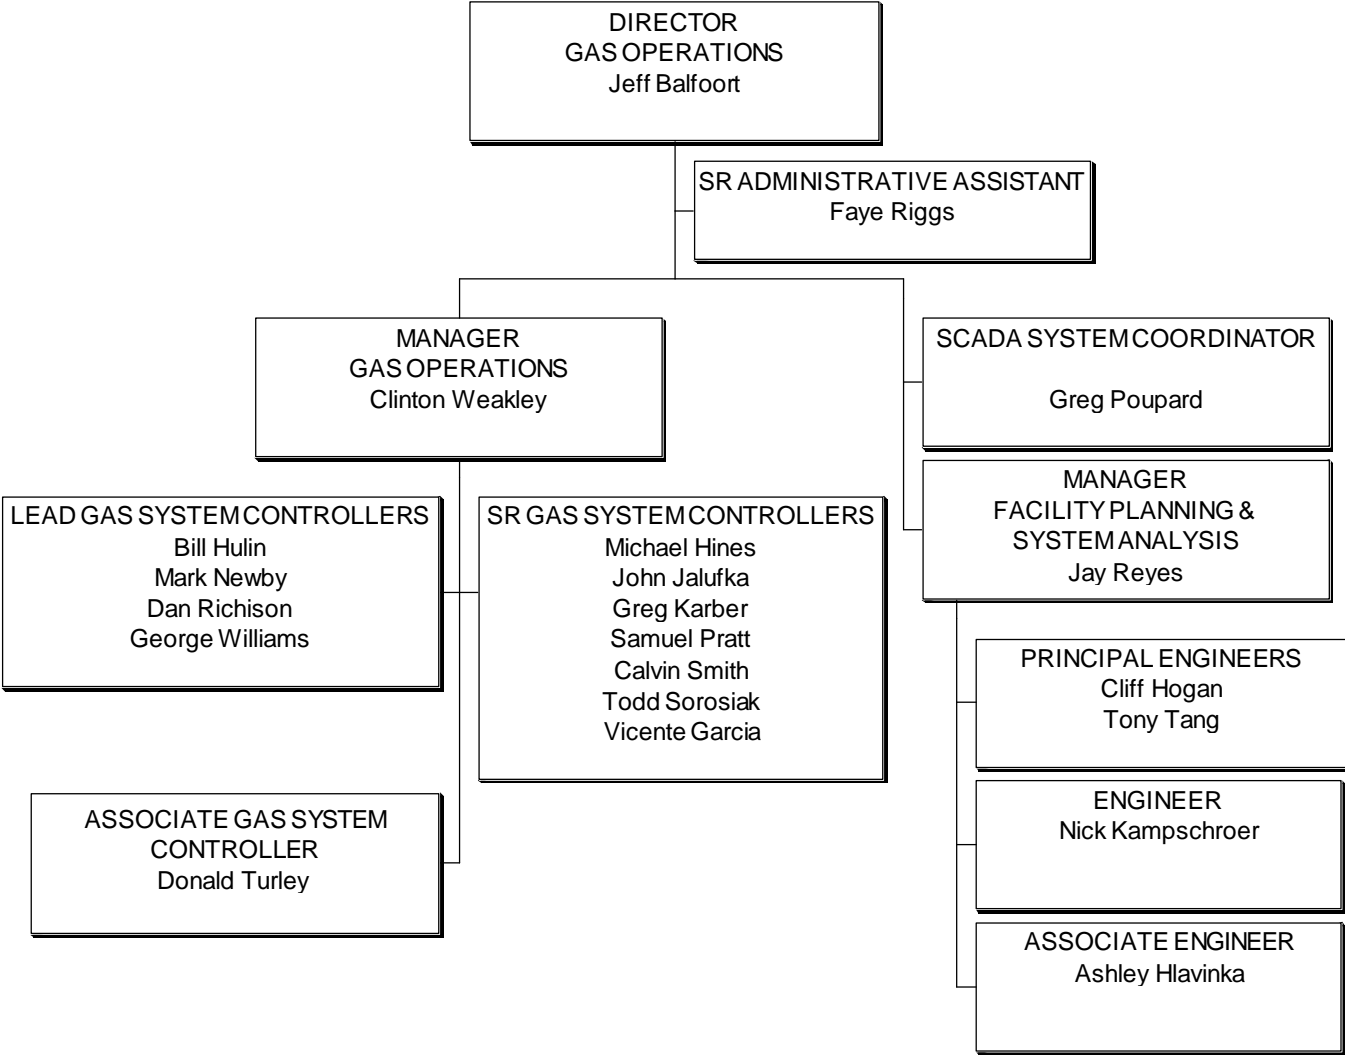 DIRECTOR
GAS OPERATIONS
Jeff Balfoort
SR ADMINISTRATIVE ASSISTANT
Faye Riggs
MANAGER
GAS OPERATIONS
Clinton Weakley
SCADA SYSTEM COORDINATOR
Greg Poupard
MANAGER
FACILITY PLANNING &
SYSTEM ANALYSIS
Jay Reyes
LEAD GAS SYSTEM CONTROLLERS
Bill Hulin
Mark Newby
Dan Richison
George Williams
SR GAS SYSTEM CONTROLLERS
Michael Hines
John Jalufka
Greg Karber
Samuel Pratt
Calvin Smith
Todd Sorosiak
Vicente Garcia
PRINCIPAL ENGINEERS
Cliff Hogan
Tony Tang
ENGINEER
Nick Kampschroer
ASSOCIATE GAS SYSTEM
CONTROLLER
Donald Turley
ASSOCIATE ENGINEER
Ashley Hlavinka